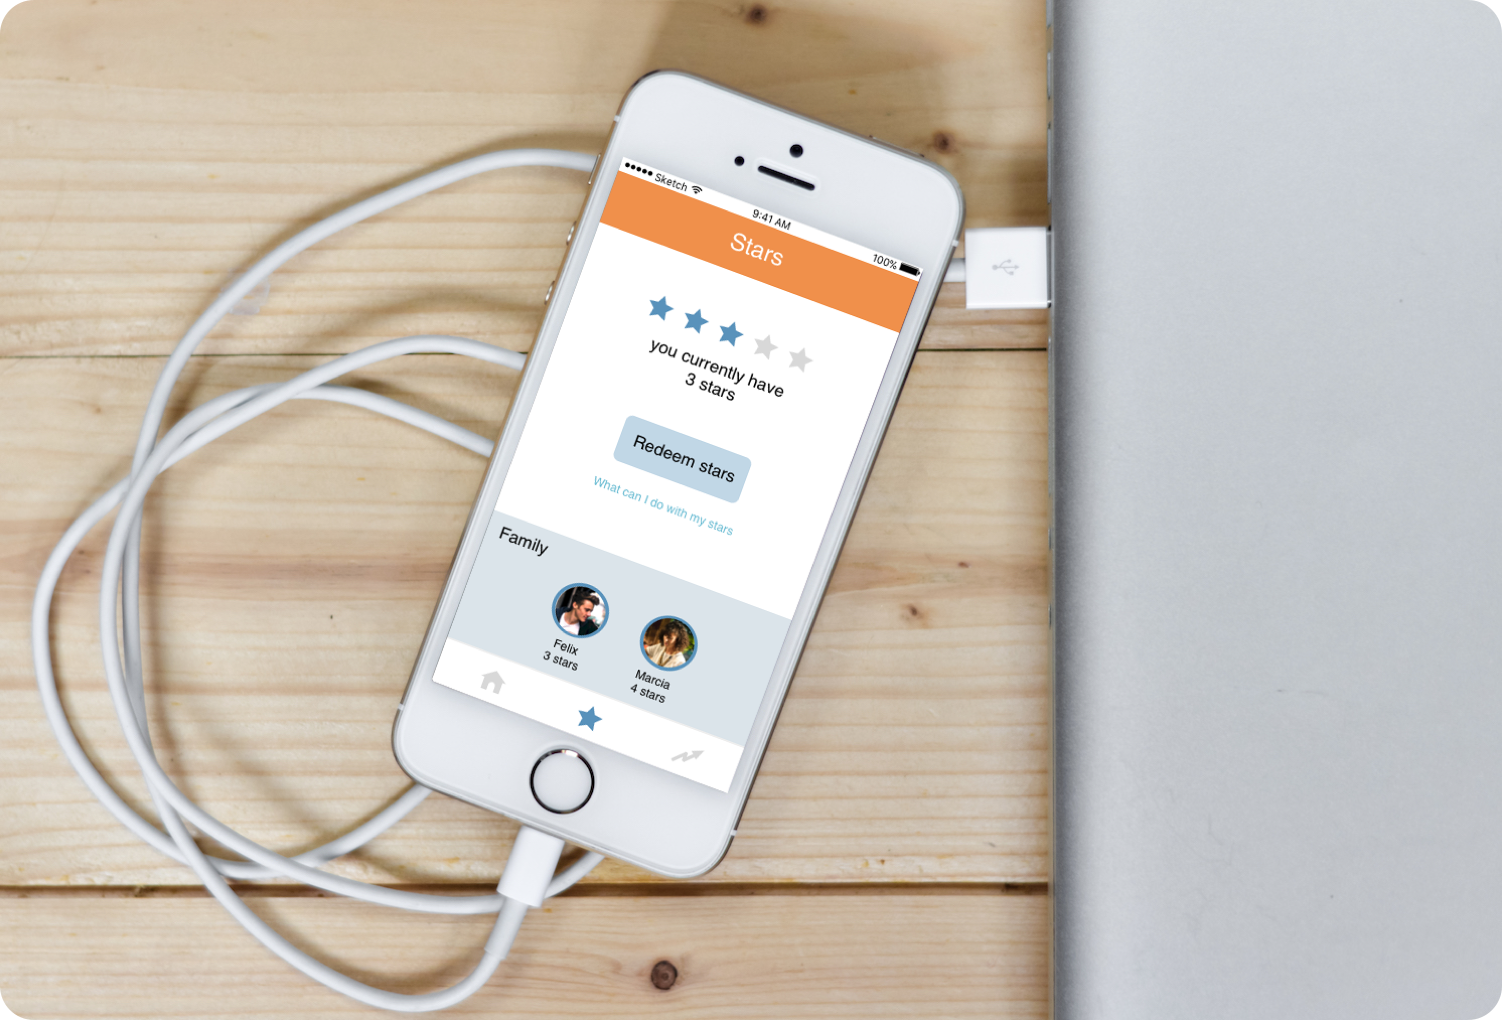 Sketch
9:41 AM
100%
Stars
you currently have
3 stars
Redeem stars
What can I do with my stars
Family
Felix
3 stars
Marcia
4 stars